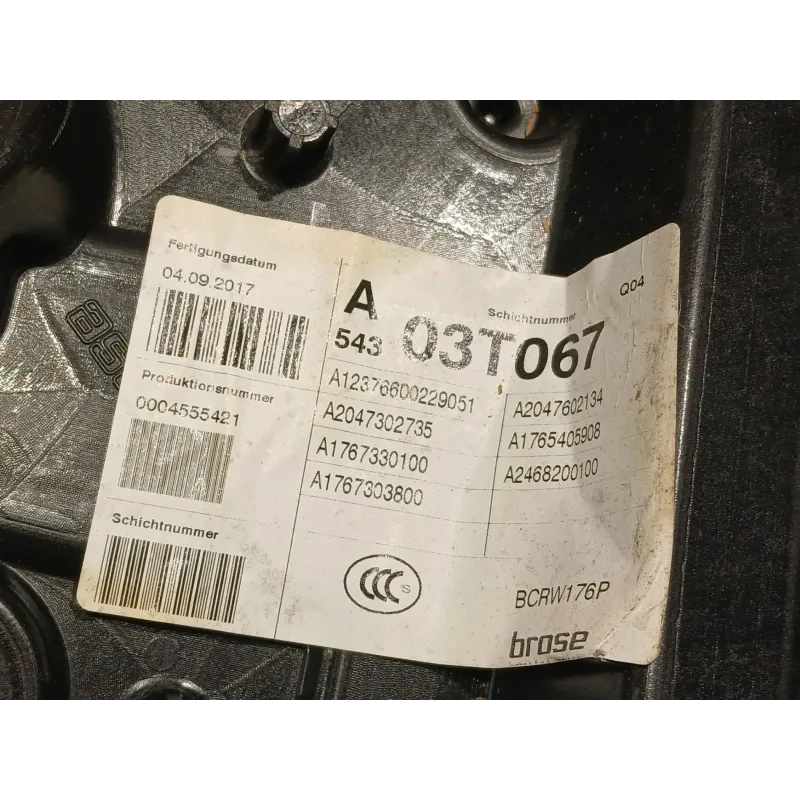 Fertigungsdatum
04.09.2017
Produktionsnummer
0004555421
Schichtnummer
A
543
Schichtnummer
Q04
03T067
A12376600229051
A2047302735
A1767330100
A1767303800
A2047602134
A1765405908
A2468200100
CCC S
BCRW176P
brose